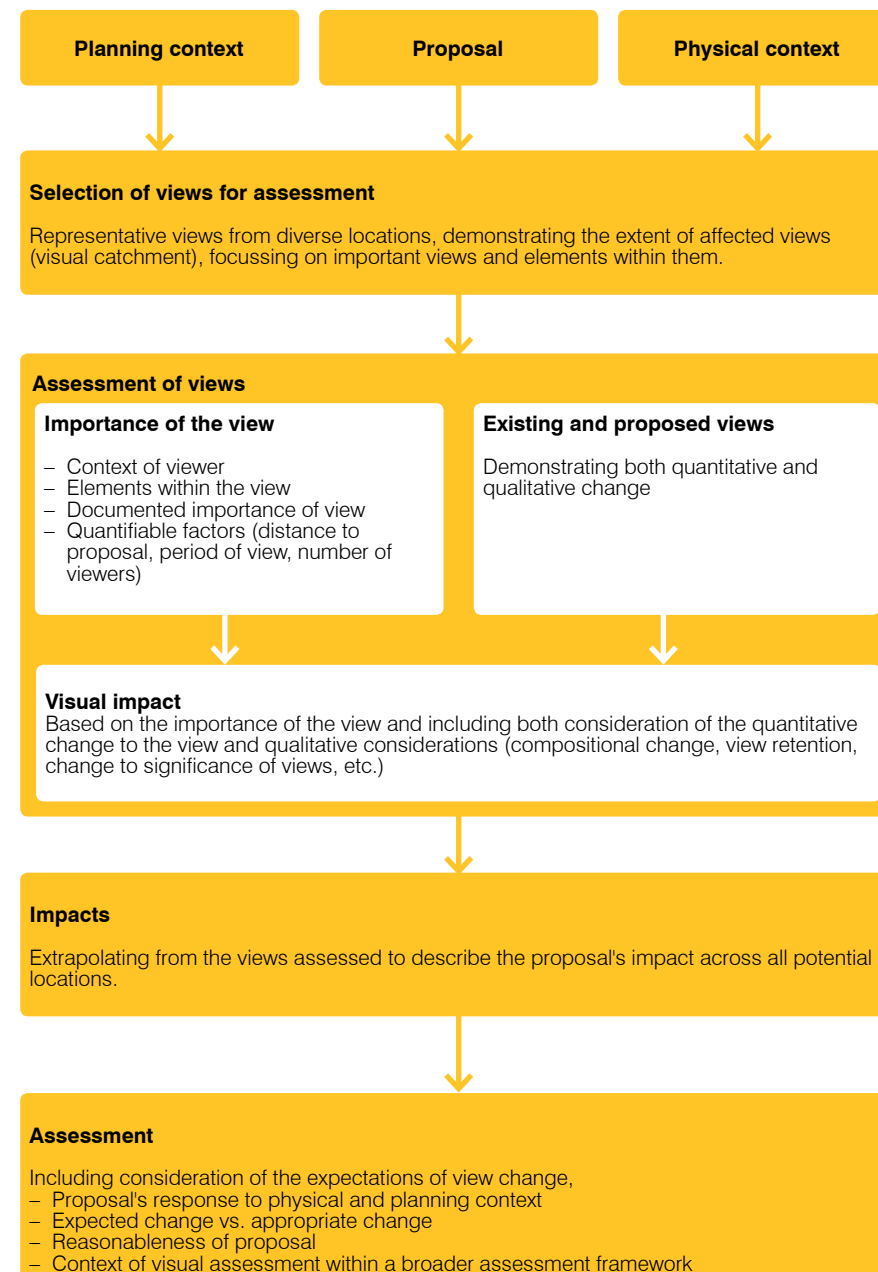 Planning context
Proposal
Physical context
Selection of views for assessment
Representative views from diverse locations, demonstrating the extent of affected views
(visual catchment), focussing on important views and elements within them.
Assessment of views
Importance of the view
– Context of viewer
– Elements within the view
– Documented importance of view
– Quantifiable factors (distance to
proposal, period of view, number of
viewers)
Existing and proposed views
Demonstrating both quantitative and
qualitative change
Visual impact
Based on the importance of the view and including both consideration of the quantitative
change to the view and qualitative considerations (compositional change, view retention,
change to significance of views, etc.)
Impacts
Extrapolating from the views assessed to describe the proposal's impact across all potential
locations.
Assessment
Including consideration of the expectations of view change,
– Proposal's response to physical and planning context
– Expected change vs. appropriate change
– Reasonableness of proposal
– Context of visual assessment within a broader assessment framework